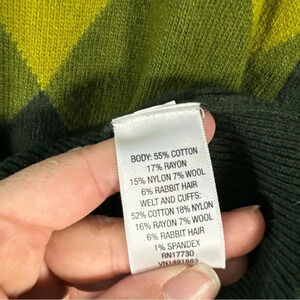 BODY: 55% COTTON
17% RAYON
15% NYLON 7% WOOL
6% RABBIT HAIR
WELT AND CUFFS:
52% COTTON 18% NYLON
16% RAYON 7% WOOL
6% RABBIT HAIR
1% SPANDEX
RN17730
VN1491862